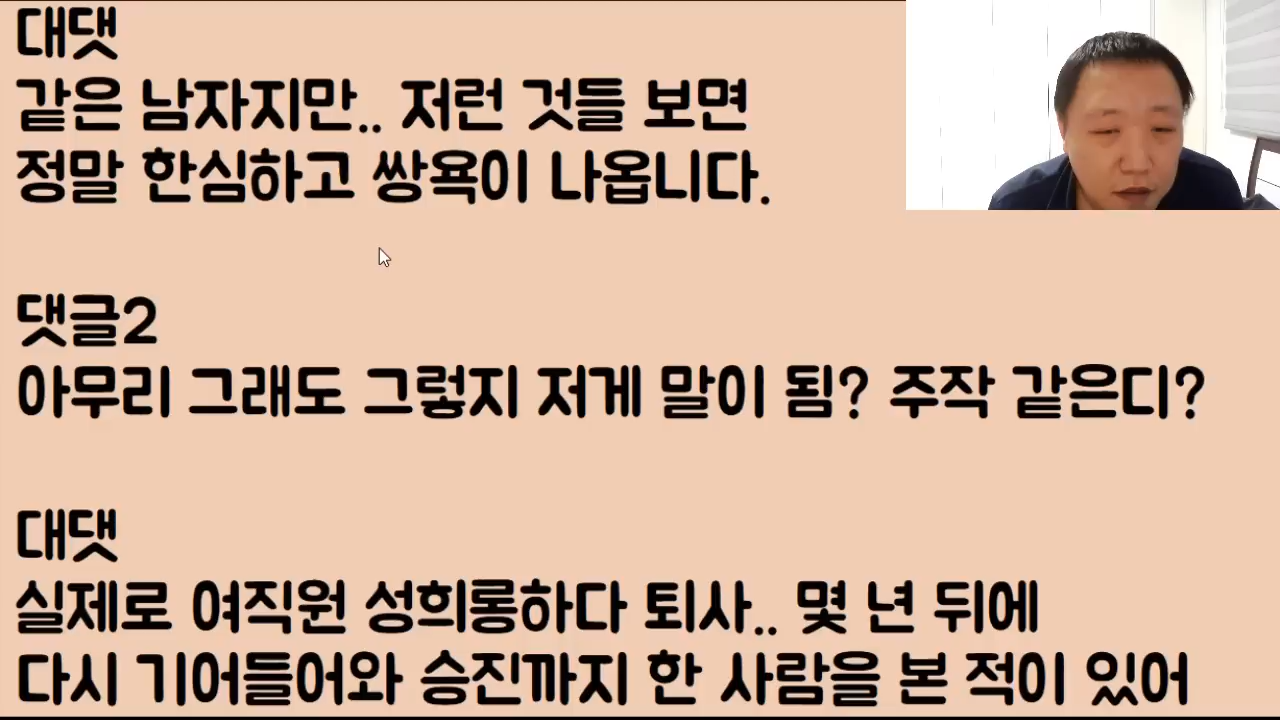 대댓
같은 남자지만.. 저런 것들 보면
정말 한심하고 쌍욕이 나옵니다.
댓글2
아무리 그래도 그렇지 저게 말이 됨? 주작 같은디?
대댓
실제로 여직원 성희롱하다 퇴사.. 몇 년 뒤에
다시 기어들어와 승진까지 한 사람을 본 적이 있어